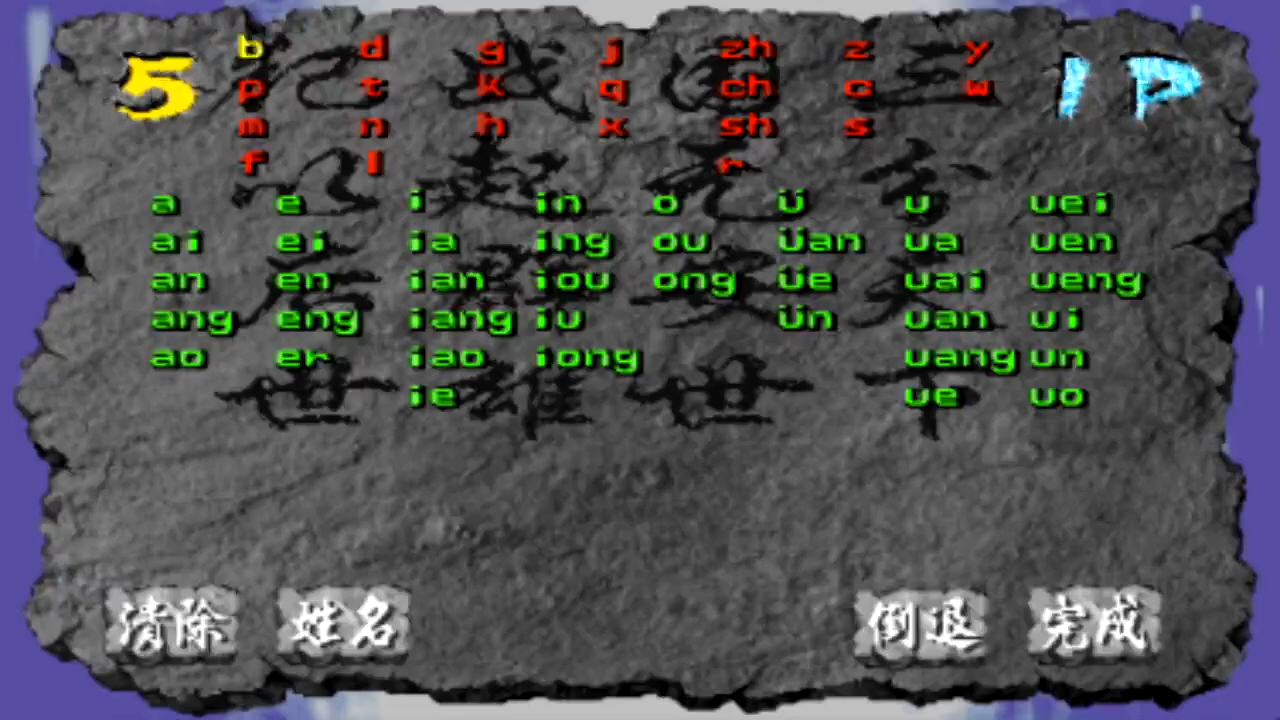 5 b d g j zh z y 1P
p t k q ch c w
m n h x sh s
f l r
a e i in o ü u uei
ai ei ia ing ou üan ua uen
an en ian iou ong üe uai ueng
ang eng iang iu ün uan ui
ao er iao iong uang un
ie ue uo
清除 姓名 倒退 完成